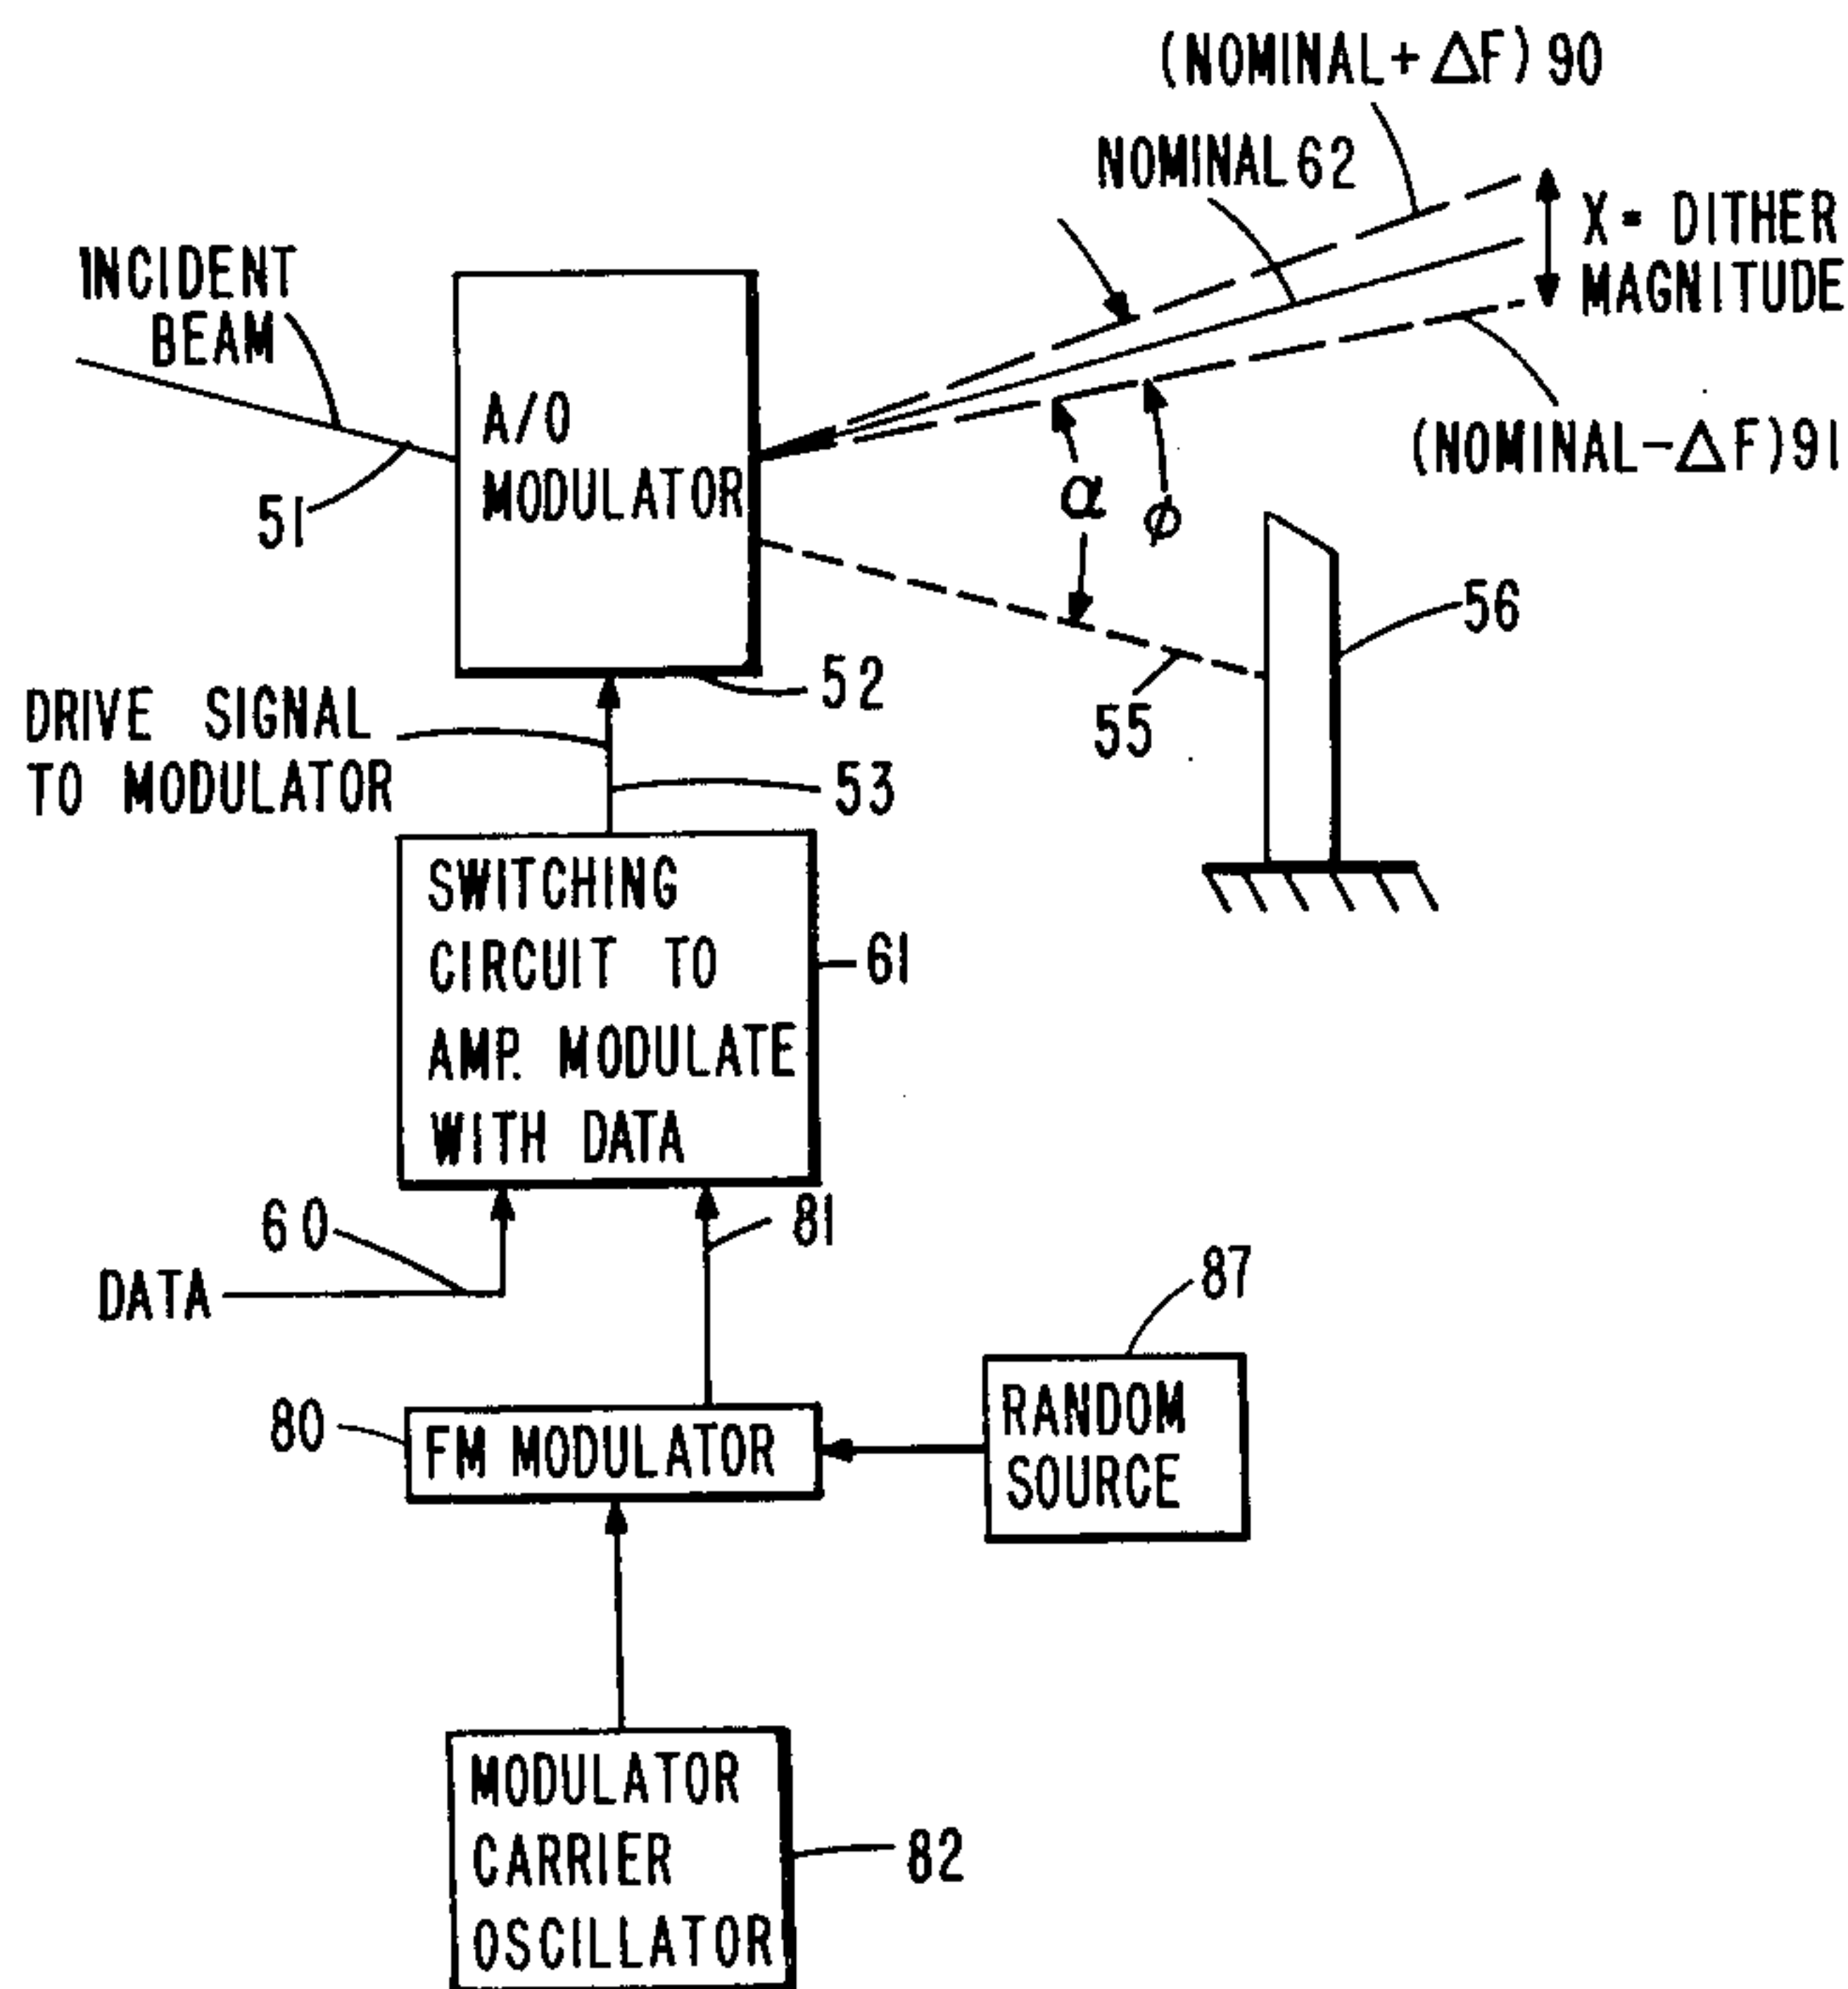 (NOMINAL+ΔF)90
NOMINAL62
X= DITHER
MAGNITUDE
INCIDENT
BEAM
51
A/O
MODULATOR
(NOMINAL-ΔF)91
α
ϕ
56
55
52
DRIVE SIGNAL
TO MODULATOR
53
SWITCHING
CIRCUIT TO
AMP. MODULATE
WITH DATA
61
60
81
DATA
87
80
FM MODULATOR
RANDOM
SOURCE
MODULATOR
CARRIER
OSCILLATOR
82